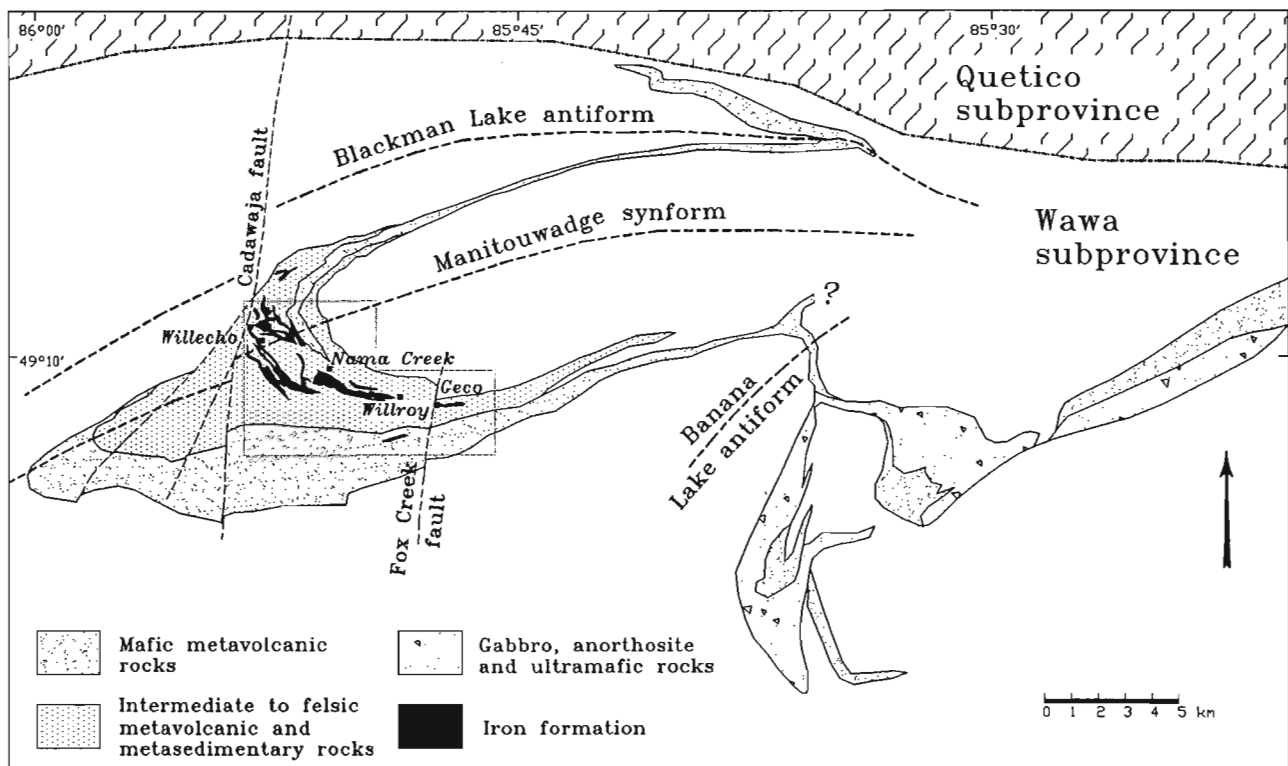 86°00'
85°45'
85°30'
Quetico
subprovince
Blackman Lake antiform
Cadawaja fault
Manitouwadge synform
Wawa
subprovince
?
Willecho
49°10'
Nama Creek
Geco
Willroy
Banana
Lake antiform
Fox Creek
fault
Mafic metavolcanic
rocks
Gabbro, anorthosite
and ultramafic rocks
Intermediate to felsic
metavolcanic and
metasedimentary rocks
Iron formation
0 1 2 3 4 5 km